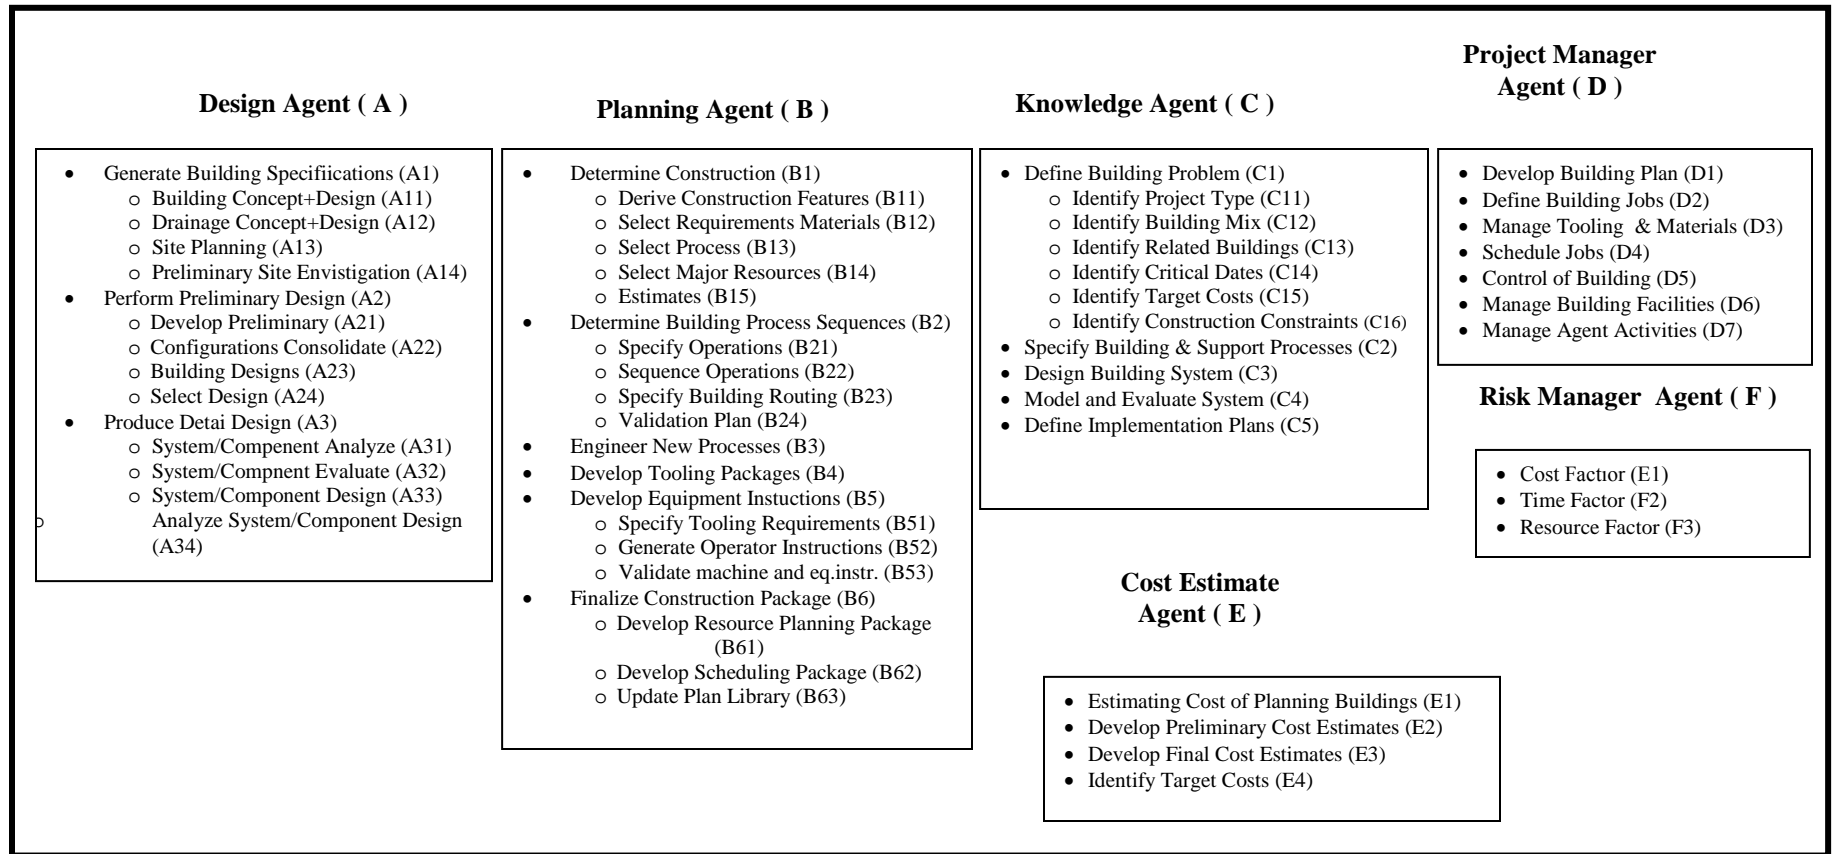 Design Agent ( A )
• Generate Building Specifiications (A1)
o Building Concept+Design (A11)
o Drainage Concept+Design (A12)
o Site Planning (A13)
o Preliminary Site Envistigation (A14)
• Perform Preliminary Design (A2)
o Develop Preliminary (A21)
o Configurations Consolidate (A22)
o Building Designs (A23)
o Select Design (A24)
• Produce Detai Design (A3)
o System/Compenent Analyze (A31)
o System/Compnent Evaluate (A32)
o System/Component Design (A33)
o Analyze System/Component Design
(A34)
Planning Agent ( B )
• Determine Construction (B1)
o Derive Construction Features (B11)
o Select Requirements Materials (B12)
o Select Process (B13)
o Select Major Resources (B14)
o Estimates (B15)
• Determine Building Process Sequences (B2)
o Specify Operations (B21)
o Sequence Operations (B22)
o Specify Building Routing (B23)
o Validation Plan (B24)
• Engineer New Processes (B3)
• Develop Tooling Packages (B4)
• Develop Equipment Instuctions (B5)
o Specify Tooling Requirements (B51)
o Generate Operator Instructions (B52)
o Validate machine and eq.instr. (B53)
• Finalize Construction Package (B6)
o Develop Resource Planning Package
(B61)
o Develop Scheduling Package (B62)
o Update Plan Library (B63)
Knowledge Agent ( C )
• Define Building Problem (C1)
o Identify Project Type (C11)
o Identify Building Mix (C12)
o Identify Related Buildings (C13)
o Identify Critical Dates (C14)
o Identify Target Costs (C15)
o Identify Construction Constraints (C16)
• Specify Building & Support Processes (C2)
• Design Building System (C3)
• Model and Evaluate System (C4)
• Define Implementation Plans (C5)
Project Manager
Agent ( D )
• Develop Building Plan (D1)
• Define Building Jobs (D2)
• Manage Tooling & Materials (D3)
• Schedule Jobs (D4)
• Control of Building (D5)
• Manage Building Facilities (D6)
• Manage Agent Activities (D7)
Risk Manager Agent ( F )
• Cost Factıor (E1)
• Time Factor (F2)
• Resource Factor (F3)
Cost Estimate
Agent ( E )
• Estimating Cost of Planning Buildings (E1)
• Develop Preliminary Cost Estimates (E2)
• Develop Final Cost Estimates (E3)
• Identify Target Costs (E4)